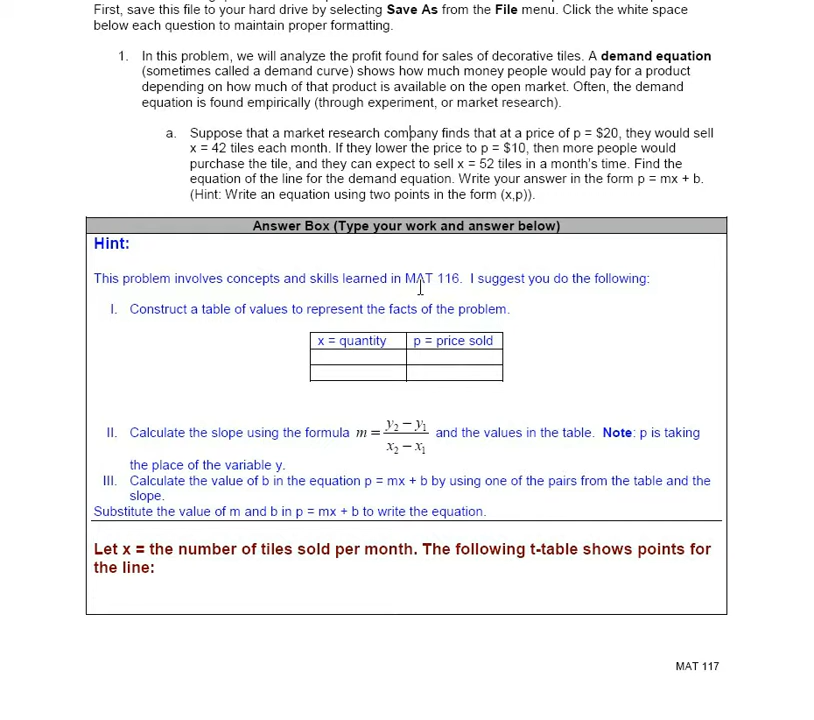 First, save this file to your hard drive by selecting Save As from the File menu. Click the white space
below each question to maintain proper formatting.
1. In this problem, we will analyze the profit found for sales of decorative tiles. A demand equation
(sometimes called a demand curve) shows how much money people would pay for a product
depending on how much of that product is available on the open market. Often, the demand
equation is found empirically (through experiment, or market research).
a. Suppose that a market research company finds that at a price of p = $20, they would sell
x = 42 tiles each month. If they lower the price to p = $10, then more people would
purchase the tile, and they can expect to sell x = 52 tiles in a month's time. Find the
equation of the line for the demand equation. Write your answer in the form p = mx + b.
(Hint: Write an equation using two points in the form (x,p)).
Answer Box (Type your work and answer below)
Hint:
This problem involves concepts and skills learned in MAT 116. I suggest you do the following:
I. Construct a table of values to represent the facts of the problem.
x = quantity p = price sold
II. Calculate the slope using the formula m = (y₂ − y₁)/(x₂ − x₁) and the values in the table. Note: p is taking
the place of the variable y.
III. Calculate the value of b in the equation p = mx + b by using one of the pairs from the table and the
slope.
Substitute the value of m and b in p = mx + b to write the equation.
Let x = the number of tiles sold per month. The following t-table shows points for
the line:
MAT 117